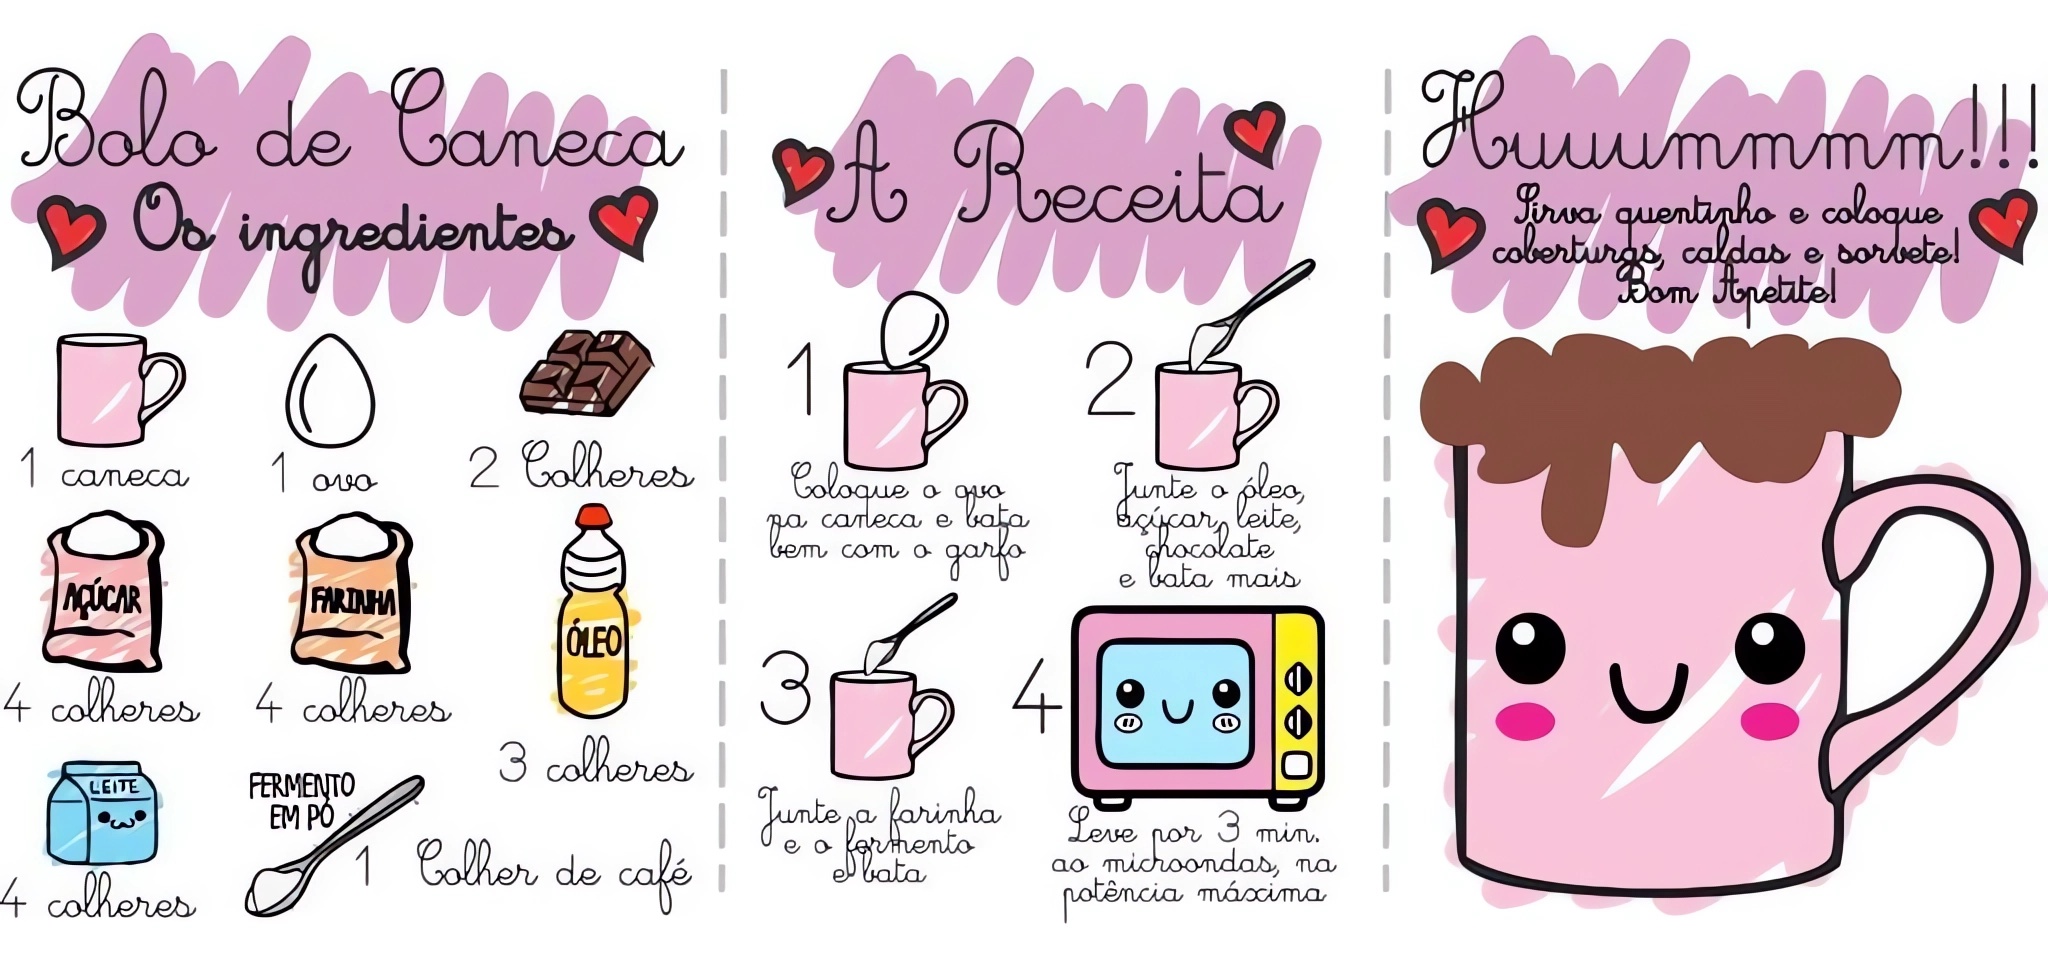 Bolo de Caneca
Os ingredientes
1 caneca
1 ovo
2 Colheres
AÇÚCAR
4 colheres
FARINHA
4 colheres
ÓLEO
3 colheres
LEITE
4 colheres
FERMENTO
EM PÓ
1 Colher de café
A Receita
1
Coloque o ovo
na caneca e bata
bem com o garfo
2
Junte o óleo,
açúcar, leite,
chocolate
e bata mais
3
Junte a farinha
e o fermento
e bata
4
Leve por 3 min.
ao microondas, na
potência máxima
Huuuummmm!!!
Sirva quentinho e coloque
coberturas, caldas e sorvete!
Bom Apetite!